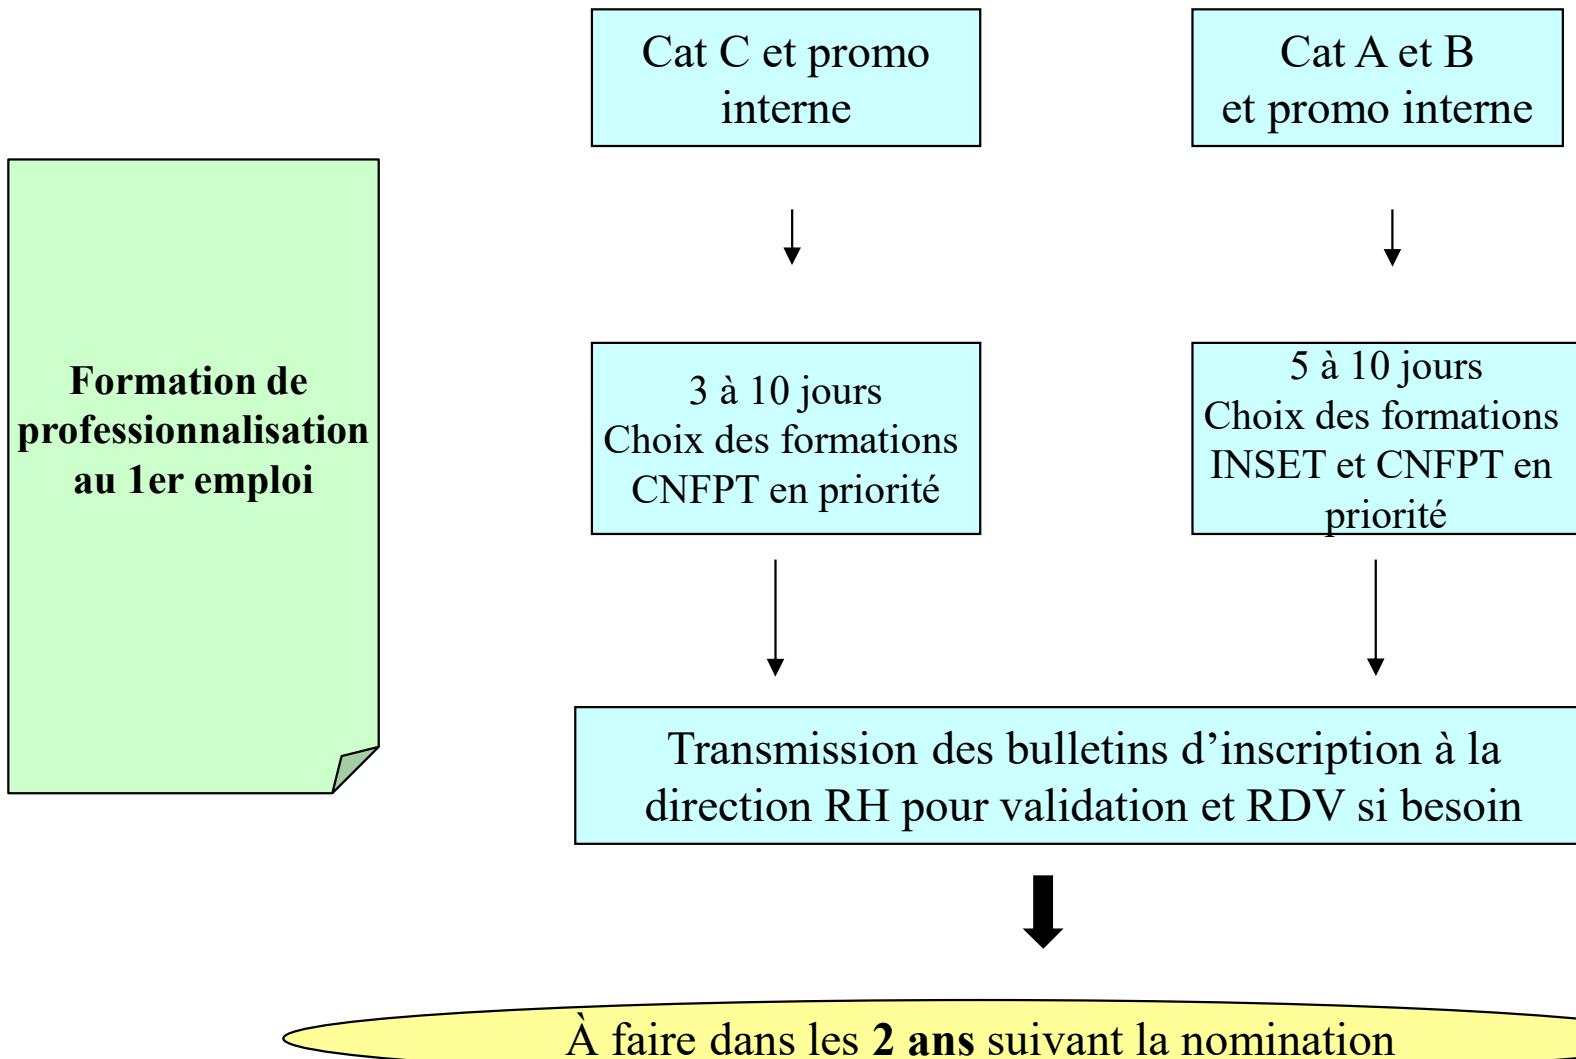 Cat C et promo
interne
Cat A et B
et promo interne
Formation de
professionnalisation
au 1er emploi
3 à 10 jours
Choix des formations
CNFPT en priorité
5 à 10 jours
Choix des formations
INSET et CNFPT en
priorité
Transmission des bulletins d’inscription à la
direction RH pour validation et RDV si besoin
À faire dans les 2 ans suivant la nomination